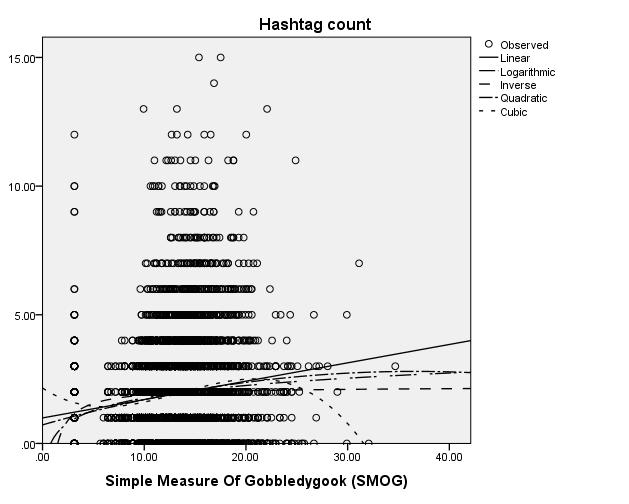 Hashtag count
15.00
10.00
5.00
.00
.00
10.00
20.00
30.00
40.00
Simple Measure Of Gobbledygook (SMOG)
Observed
Linear
Logarithmic
Inverse
Quadratic
Cubic